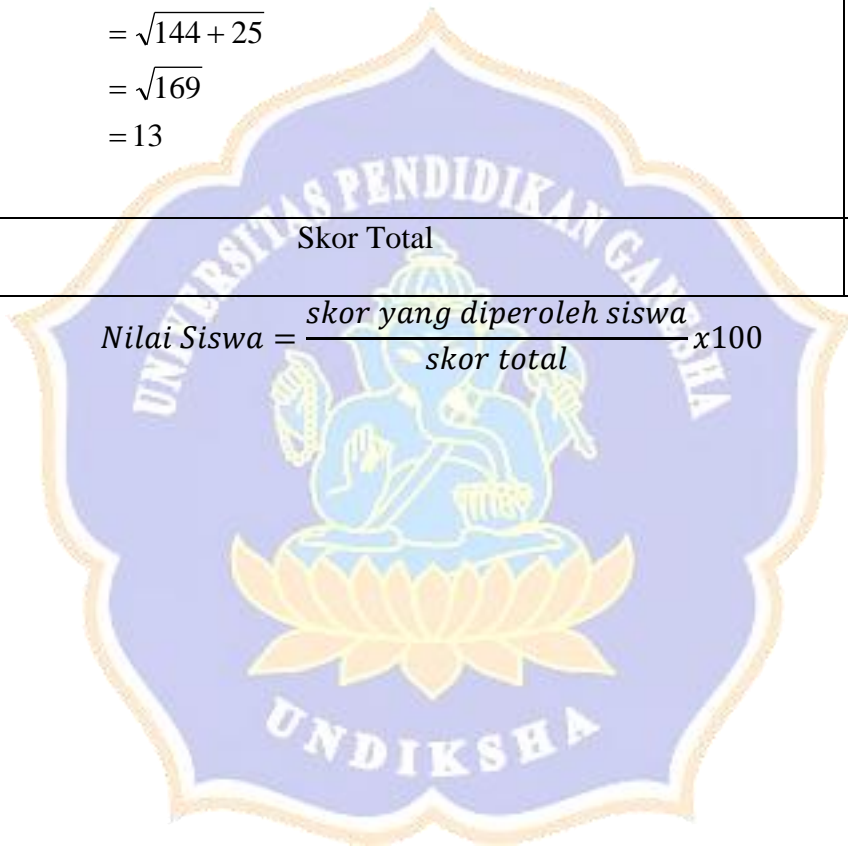 = √144 + 25
= √169
= 13
Skor Total
Nilai Siswa = skor yang diperoleh siswa / skor total x100
UNIVERSITAS PENDIDIKAN GANESHA
UNDIKSHA